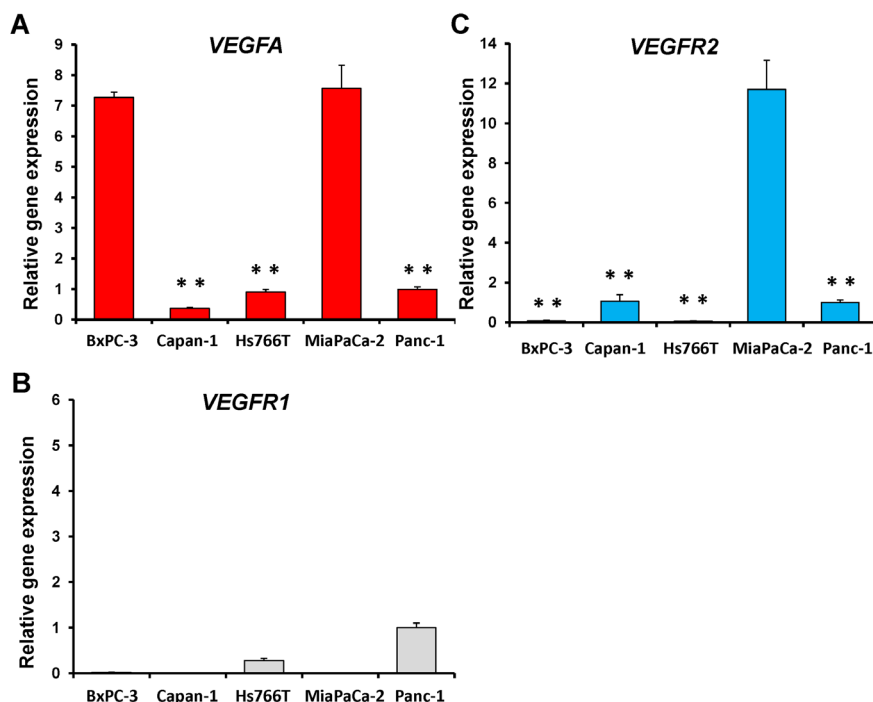 A
VEGFA
Relative gene expression
9
8
7
6
5
4
3
2
1
0
* *
* *
* *
BxPC-3 Capan-1 Hs766T MiaPaCa-2 Panc-1
C
VEGFR2
Relative gene expression
14
12
10
8
6
4
2
0
* *
* *
* *
* *
BxPC-3 Capan-1 Hs766T MiaPaCa-2 Panc-1
B
VEGFR1
Relative gene expression
6
5
4
3
2
1
0
BxPC-3 Capan-1 Hs766T MiaPaCa-2 Panc-1